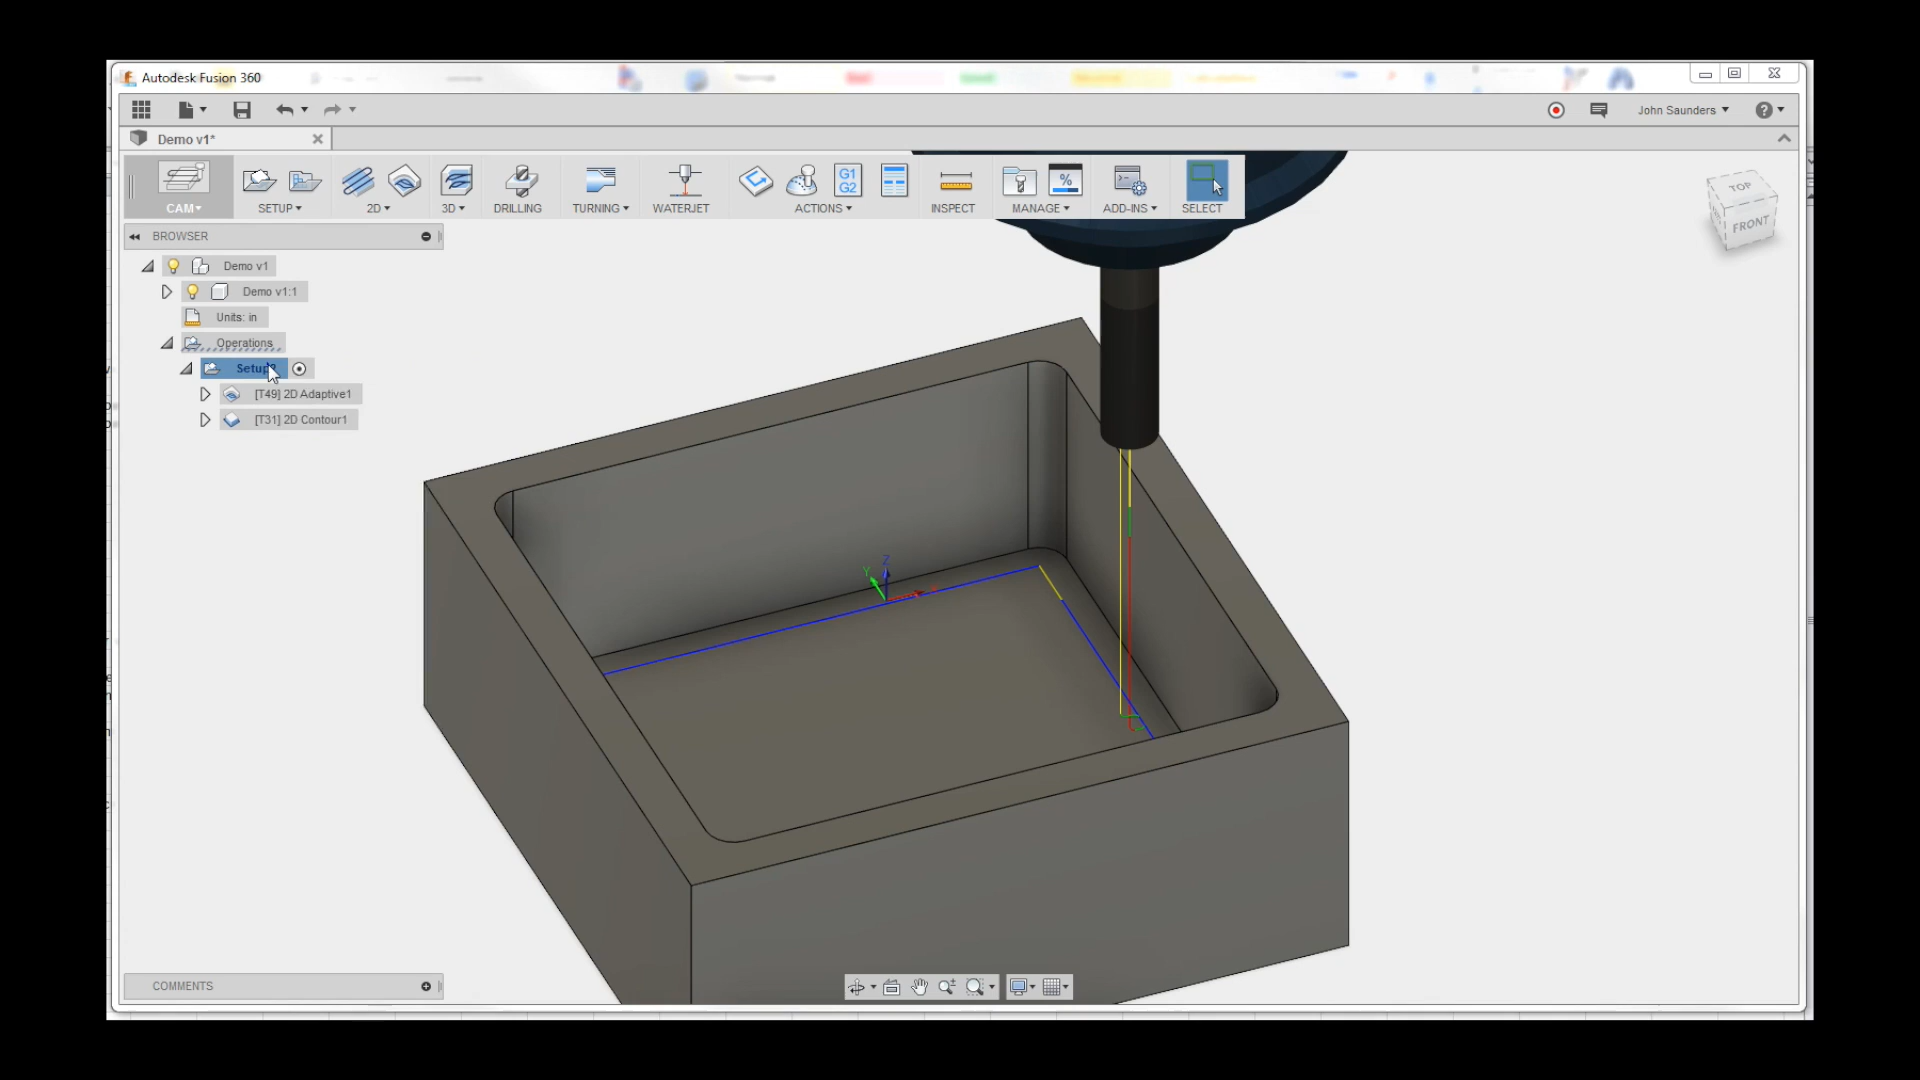 Autodesk Fusion 360
John Saunders
Demo v1*
CAM
SETUP
2D
3D
DRILLING
TURNING
WATERJET
G1
G2
ACTIONS
INSPECT
%
MANAGE
ADD-INS
SELECT
TOP
FRONT
BROWSER
Demo v1
Demo v1:1
Units: in
Operations
[T49] 2D Adaptive1
[T31] 2D Contour1
Z
Y
COMMENTS